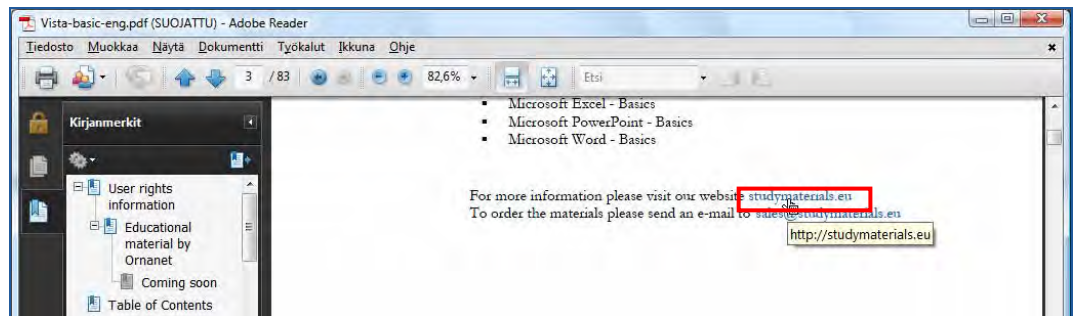 Vista-basic-eng.pdf (SUOJATTU) - Adobe Reader
Tiedosto Muokkaa Näytä Dokumentti Työkalut Ikkuna Ohje
3 / 83 82,6% Etsi
Kirjanmerkit
User rights
information
Educational
material by
Ornanet
Coming soon
Table of Contents
▪ Microsoft Excel - Basics
▪ Microsoft PowerPoint - Basics
▪ Microsoft Word - Basics
For more information please visit our website studymaterials.eu
To order the materials please send an e-mail to sales@studymaterials.eu
http://studymaterials.eu